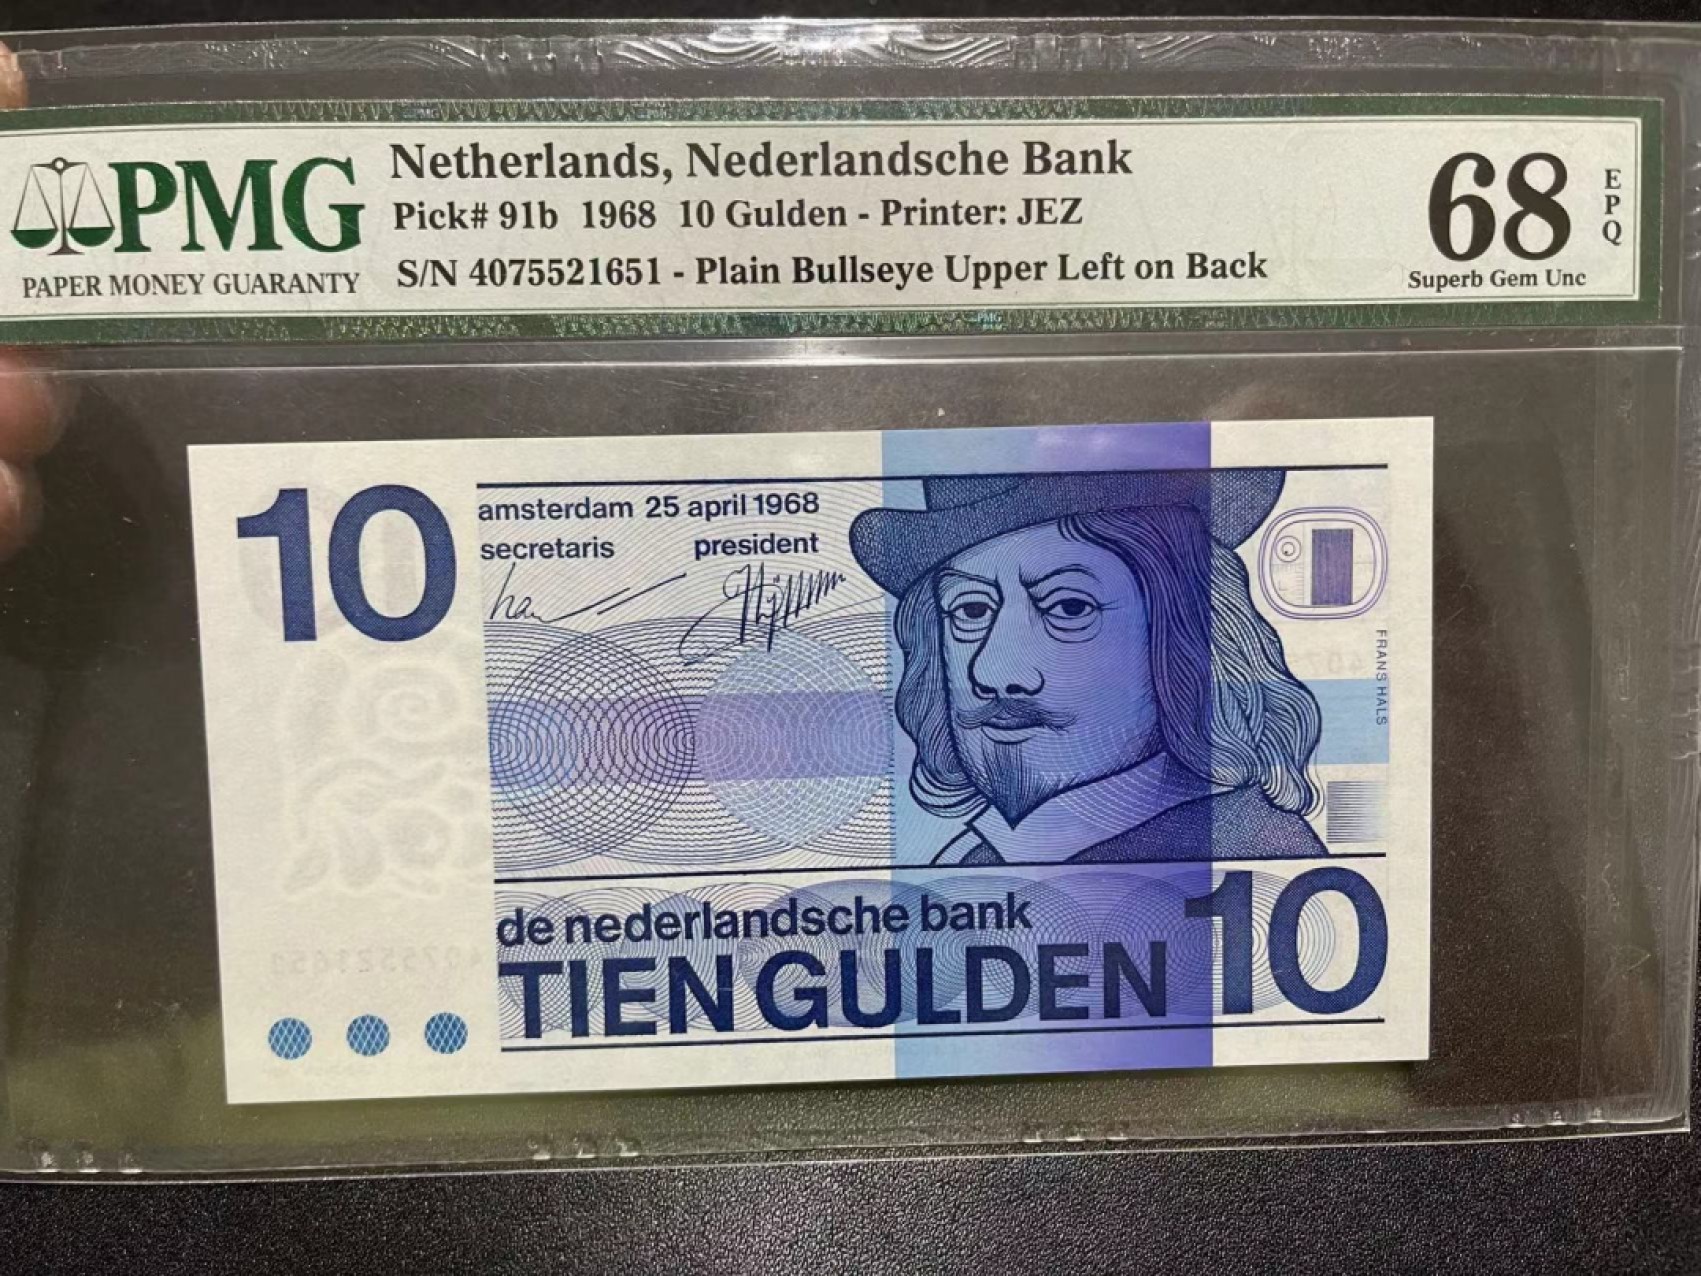 PMG
PAPER MONEY GUARANTY
Netherlands, Nederlandsche Bank
Pick# 91b 1968 10 Gulden - Printer: JEZ
S/N 4075521651 - Plain Bullseye Upper Left on Back
68
EPQ
Superb Gem Unc
10
amsterdam 25 april 1968
secretaris president
FRANS HALS
de nederlandsche bank
TIEN GULDEN 10